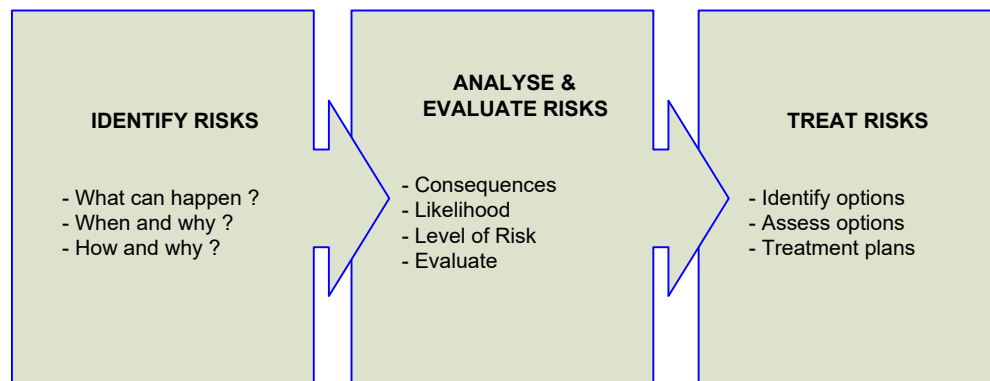 IDENTIFY RISKS
- What can happen ?
- When and why ?
- How and why ?
ANALYSE &
EVALUATE RISKS
- Consequences
- Likelihood
- Level of Risk
- Evaluate
TREAT RISKS
- Identify options
- Assess options
- Treatment plans